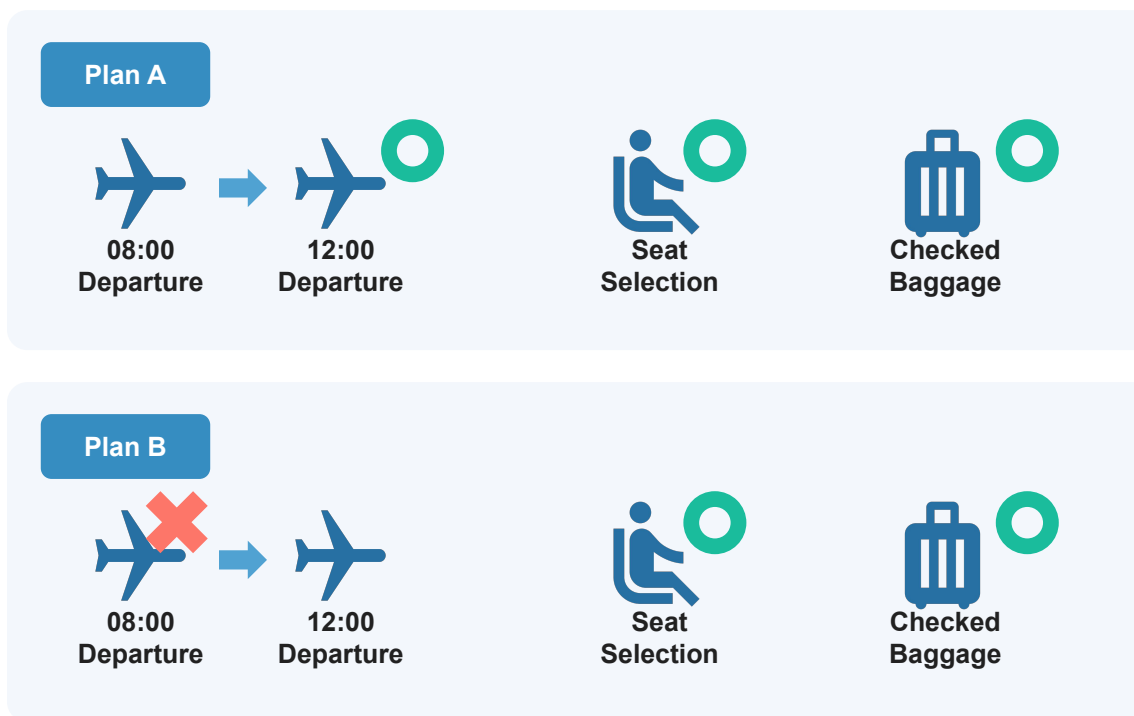 Plan A
08:00
Departure
12:00
Departure
Seat
Selection
Checked
Baggage
Plan B
08:00
Departure
12:00
Departure
Seat
Selection
Checked
Baggage